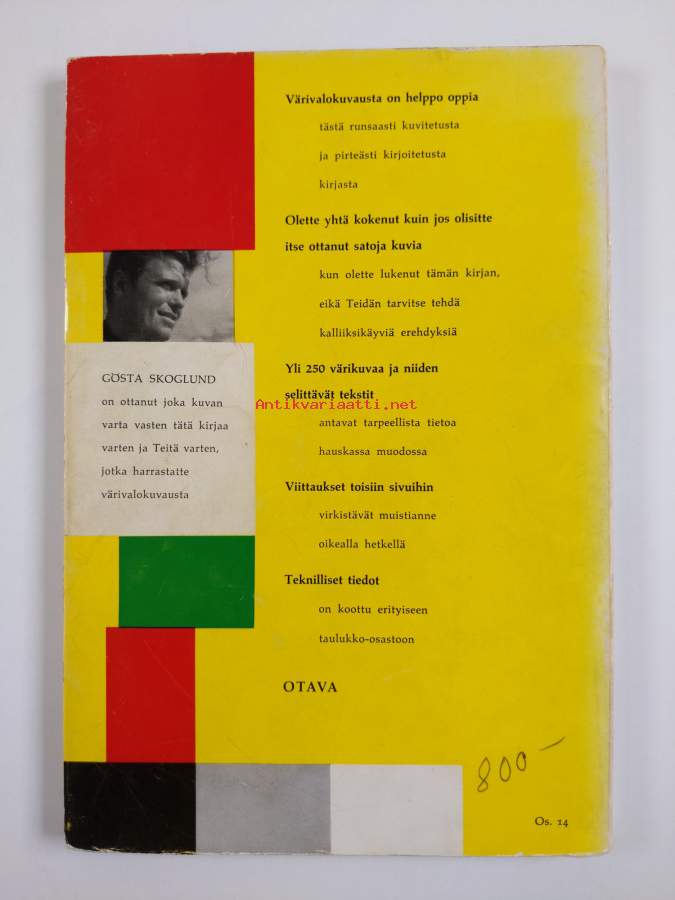 Värivalokuvausta on helppo oppia
tästä runsaasti kuvitetusta
ja pirteästi kirjoitetusta
kirjasta
Olette yhtä kokenut kuin jos olisitte
itse ottanut satoja kuvia
kun olette lukenut tämän kirjan,
eikä Teidän tarvitse tehdä
kalliiksikäyviä erehdyksiä
Yli 250 värikuvaa ja niiden
selittävät tekstit
antavat tarpeellista tietoa
hauskassa muodossa
Viittaukset toisiin sivuihin
virkistävät muistianne
oikealla hetkellä
Teknilliset tiedot
on koottu erityiseen
taulukko-osastoon
OTAVA
GÖSTA SKOGLUND
on ottanut joka kuvan
varta vasten tätä kirjaa
varten ja Teitä varten,
jotka harrastatte
värivalokuvausta
Antikvariaatti.net
800-
Os. 14